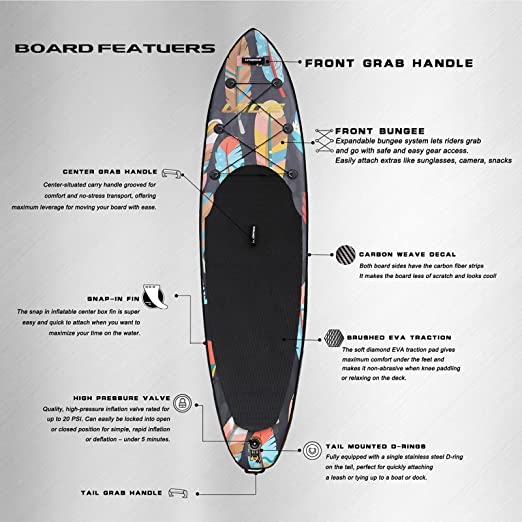 BOARD FEATUERS
FRONT GRAB HANDLE
FRONT BUNGEE
Expandable bungee system lets riders grab
and go with safe and easy gear access.
Easily attach extras like sunglasses, camera, snacks
CENTER GRAB HANDLE
Center-situated carry handle grooved for
comfort and no-stress transport, offering
maximum leverage for moving your board with ease.
CARBON WEAVE DECAL
Both board sides have the carbon fiber strips
It makes the board less of scratch and looks cool
SNAP-IN FIN
The snap in inflatable center box fin is super
easy and quick to attach when you want to
maximize your time on the water.
BRUSHED EVA TRACTION
The soft diamond EVA traction pad gives
maximum comfort under the feet and
makes it non-abrasive when knee paddling
or relaxing on the deck.
HIGH PRESSURE VALVE
Quality, high-pressure inflation valve rated for
up to 20 PSI. Can easily be locked into open
or closed position for simple, rapid inflation
or deflation – under 5 minutes.
TAIL MOUNTED D-RINGS
Fully equipped with a single stainless steel D-ring
on the tail, perfect for quickly attaching
a leash or tying up to a boat or dock.
TAIL GRAB HANDLE